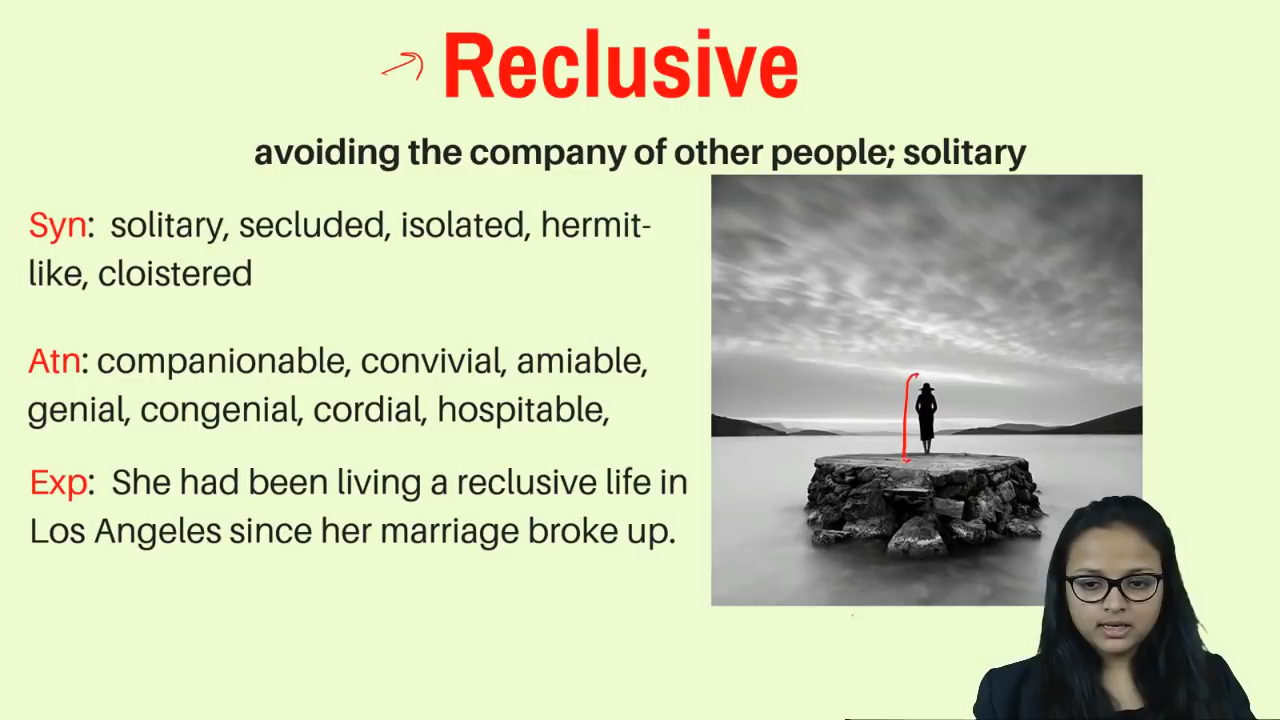 Reclusive
avoiding the company of other people; solitary
Syn: solitary, secluded, isolated, hermit-
like, cloistered
Atn: companionable, convivial, amiable,
genial, congenial, cordial, hospitable,
Exp: She had been living a reclusive life in
Los Angeles since her marriage broke up.